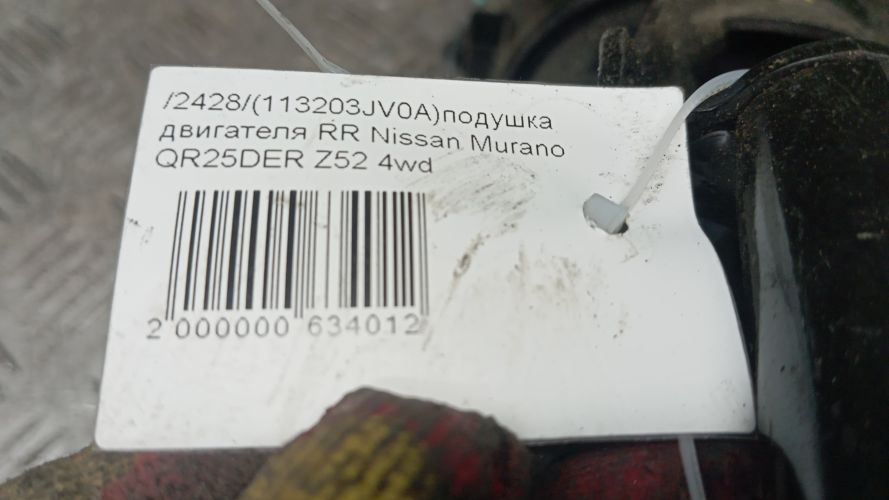 /2428/(113203JV0A)подушка
двигателя RR Nissan Murano
QR25DER Z52 4wd
2 000000 634012